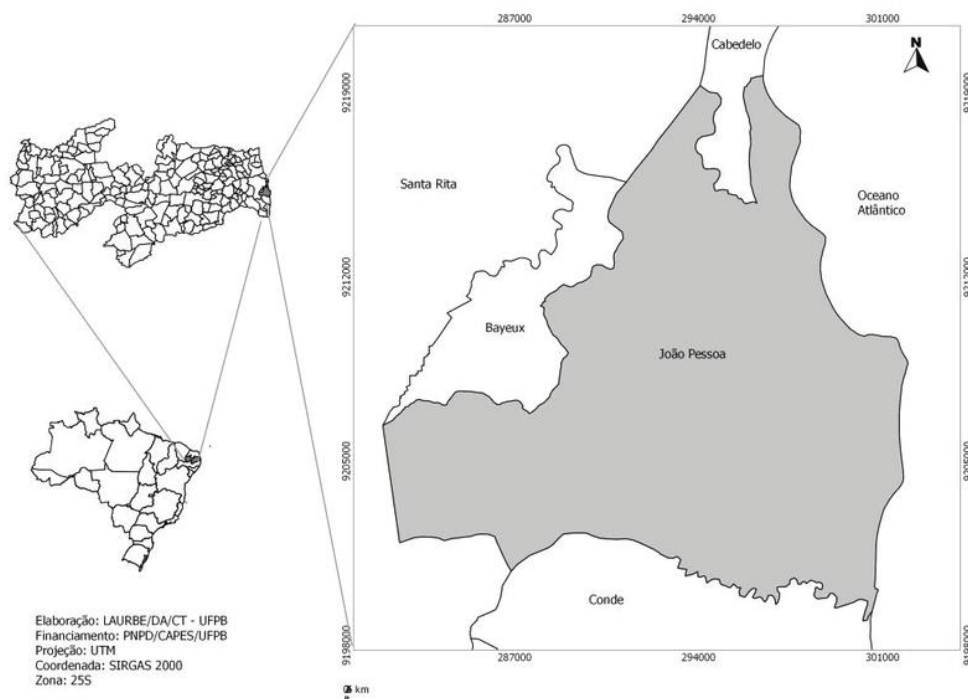 287000
294000
301000
Cabedelo
N
9219000
9219000
Santa Rita
Oceano
Atlântico
9212000
9212000
Bayeux
João Pessoa
9205000
9205000
Conde
9198000
9198000
287000
294000
301000
Elaboração: LAURBE/DA/CT - UFPB
Financiamento: PNPD/CAPES/UFPB
Projeção: UTM
Coordenada: SIRGAS 2000
Zona: 25S
km